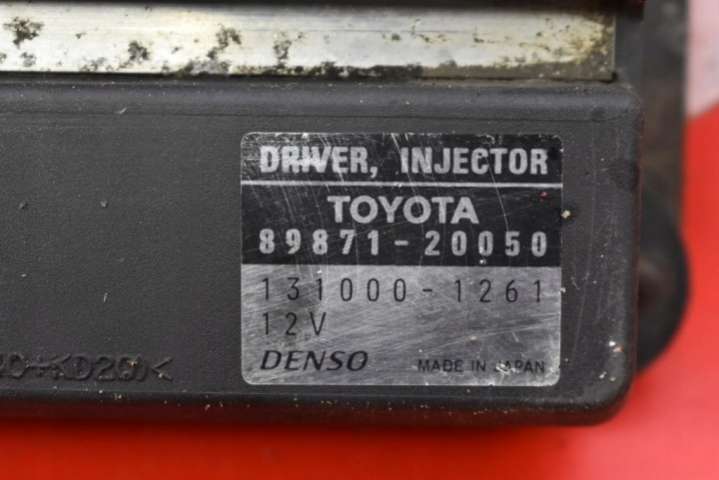 DRIVER, INJECTOR
TOYOTA
89871-20050
131000-1261
12V
DENSO MADE IN JAPAN